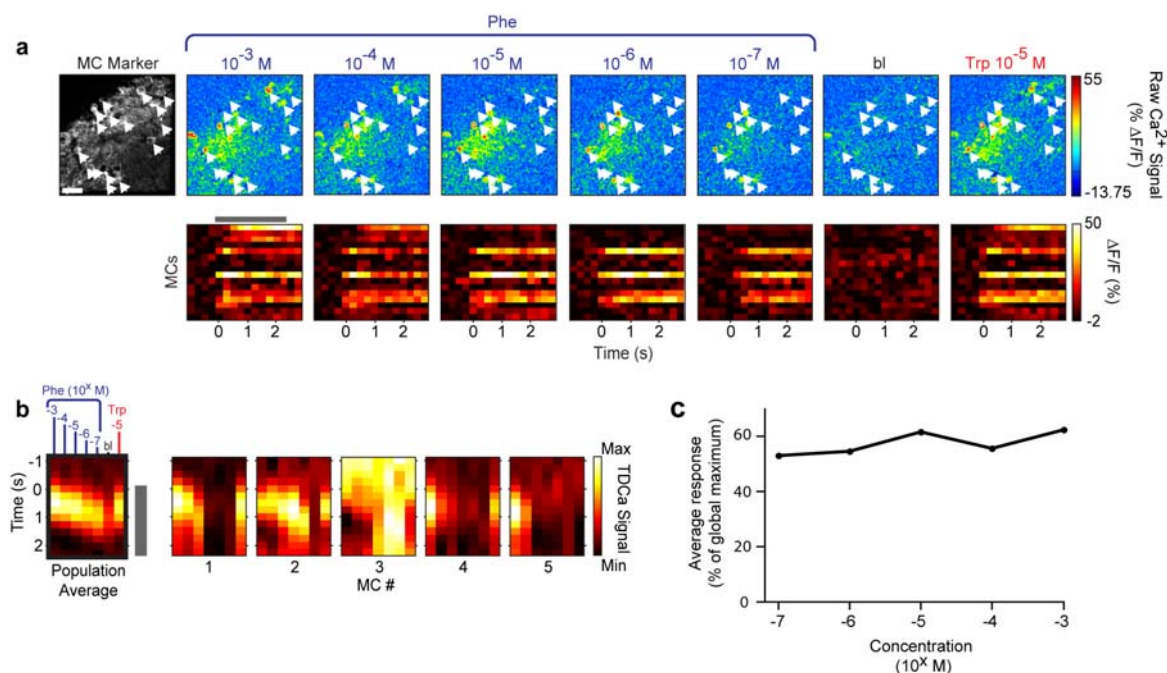 a
Phe
MC Marker 10-3 M 10-4 M 10-5 M 10-6 M 10-7 M bl Trp 10-5 M
55
-13.75
Raw Ca2+ Signal
(% ΔF/F)
MCs
50
-2
ΔF/F (%)
0 1 2 0 1 2 0 1 2 0 1 2 0 1 2 0 1 2 0 1 2
Time (s)
b
Phe (10x M)
-3 -4 -5 -6 -7 bl
Trp
-5
Time (s)
-1
0
1
2
Population
Average
1 2 3 4 5
MC #
Max
Min
TDCa Signal
c
Average response
(% of global maximum)
60
40
20
0
-7 -6 -5 -4 -3
Concentration
(10x M)